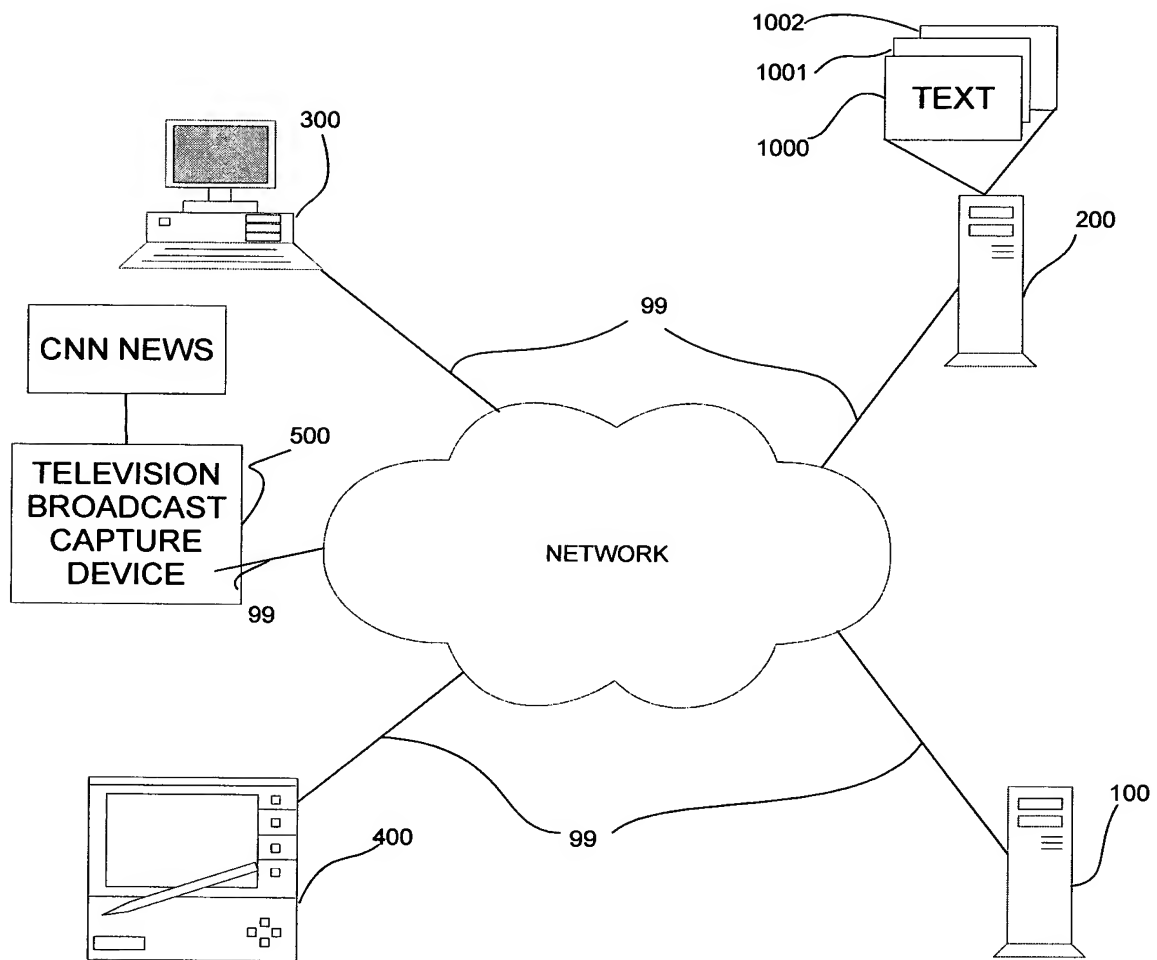 1002
1001
TEXT
1000
300
200
99
CNN NEWS
500
TELEVISION
BROADCAST
CAPTURE
DEVICE
NETWORK
99
100
99
400